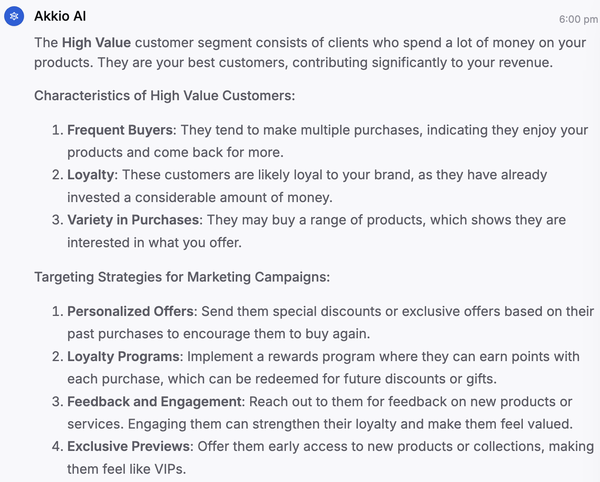 Akkio AI
6:00 pm
The High Value customer segment consists of clients who spend a lot of money on your
products. They are your best customers, contributing significantly to your revenue.
Characteristics of High Value Customers:
1. Frequent Buyers: They tend to make multiple purchases, indicating they enjoy your
products and come back for more.
2. Loyalty: These customers are likely loyal to your brand, as they have already
invested a considerable amount of money.
3. Variety in Purchases: They may buy a range of products, which shows they are
interested in what you offer.
Targeting Strategies for Marketing Campaigns:
1. Personalized Offers: Send them special discounts or exclusive offers based on their
past purchases to encourage them to buy again.
2. Loyalty Programs: Implement a rewards program where they can earn points with
each purchase, which can be redeemed for future discounts or gifts.
3. Feedback and Engagement: Reach out to them for feedback on new products or
services. Engaging them can strengthen their loyalty and make them feel valued.
4. Exclusive Previews: Offer them early access to new products or collections, making
them feel like VIPs.